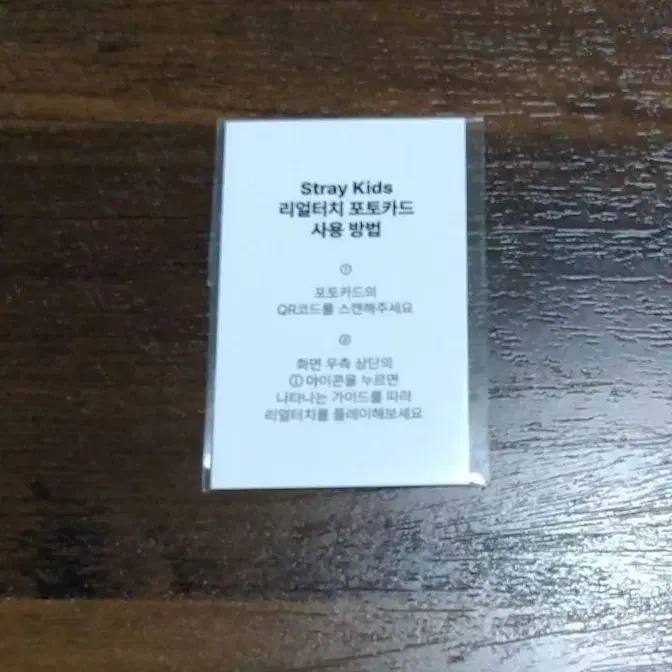 Stray Kids
리얼터치 포토카드
사용 방법
①
포토카드의
QR코드를 스캔해주세요
②
화면 우측 상단의
ⓘ 아이콘을 누르면
나타나는 가이드를 따라
리얼터치를 플레이해보세요